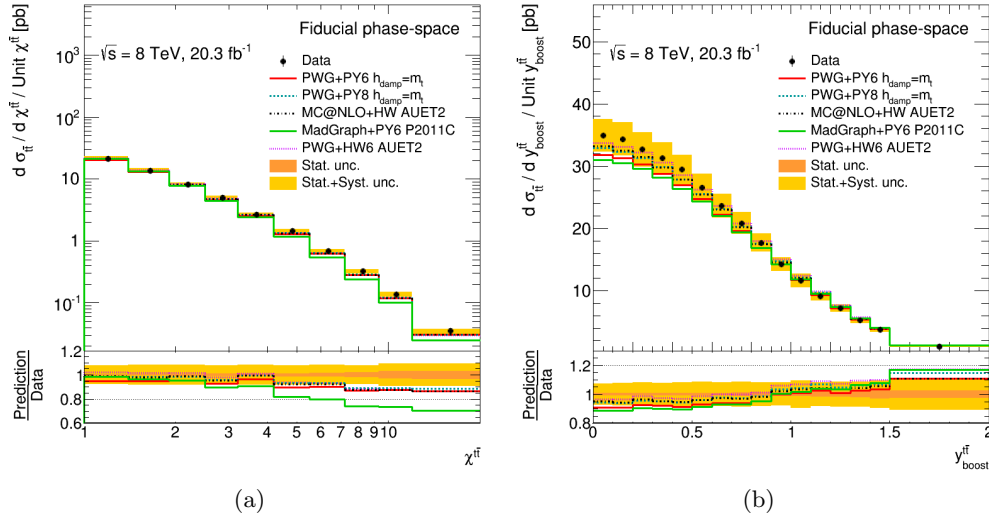 Fiducial phase-space
√s = 8 TeV, 20.3 fb⁻¹
Data
PWG+PY6 h_damp=m_t
PWG+PY8 h_damp=m_t
MC@NLO+HW AUET2
MadGraph+PY6 P2011C
PWG+HW6 AUET2
Stat. unc.
Stat.+Syst. unc.
d σ_tt̄ / d χ^tt̄ / Unit χ^tt̄ [pb]
10³
10²
10
1
10⁻¹
Prediction
Data
1.2
1
0.8
0.6
1 2 3 4 5 6 7 8 9 10
χ^tt̄
(a)
Fiducial phase-space
√s = 8 TeV, 20.3 fb⁻¹
Data
PWG+PY6 h_damp=m_t
PWG+PY8 h_damp=m_t
MC@NLO+HW AUET2
MadGraph+PY6 P2011C
PWG+HW6 AUET2
Stat. unc.
Stat.+Syst. unc.
d σ_tt̄ / d y_boost^tt̄ / Unit y_boost^tt̄ [pb]
50
40
30
20
10
0
Prediction
Data
1.2
1
0.8
0 0.5 1 1.5 2
y_boost^tt̄
(b)